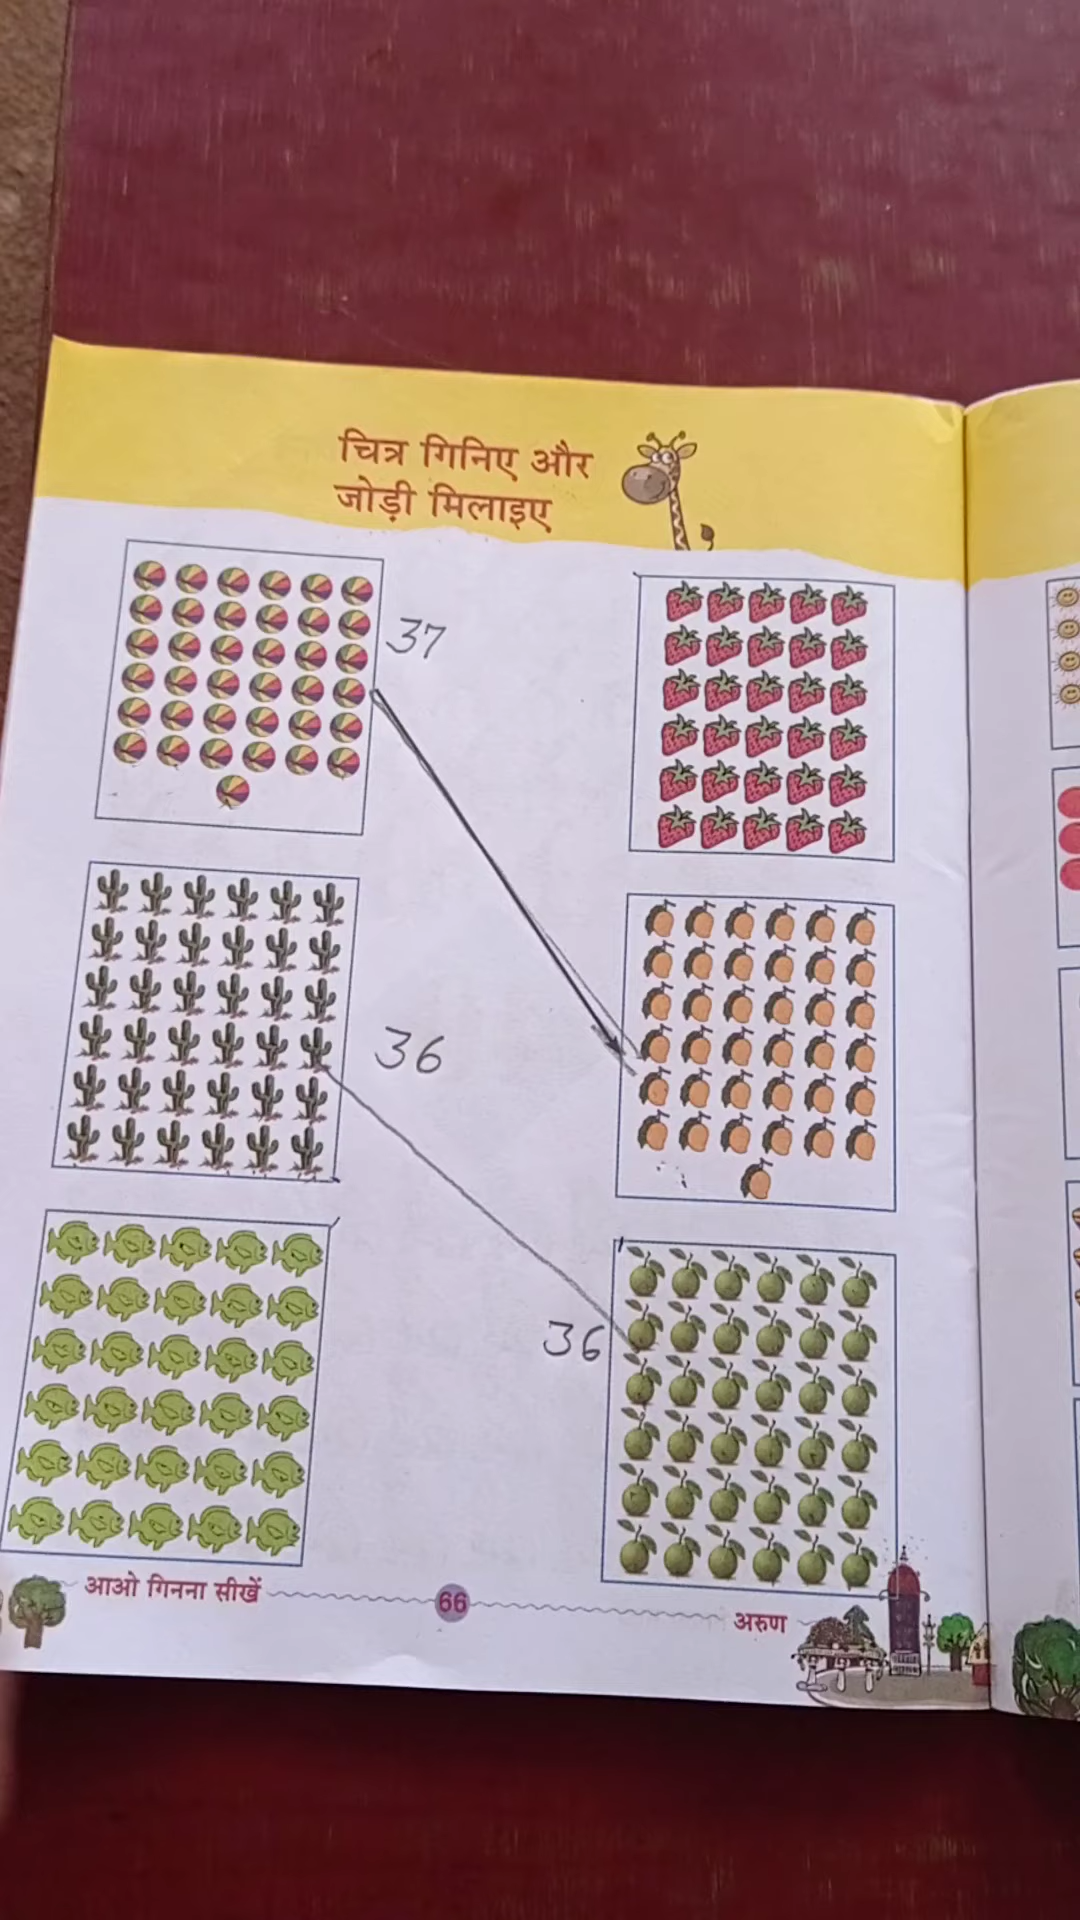 चित्र गिनिए और
जोड़ी मिलाइए
37
36
36
आओ गिनना सीखें
66
अरुण